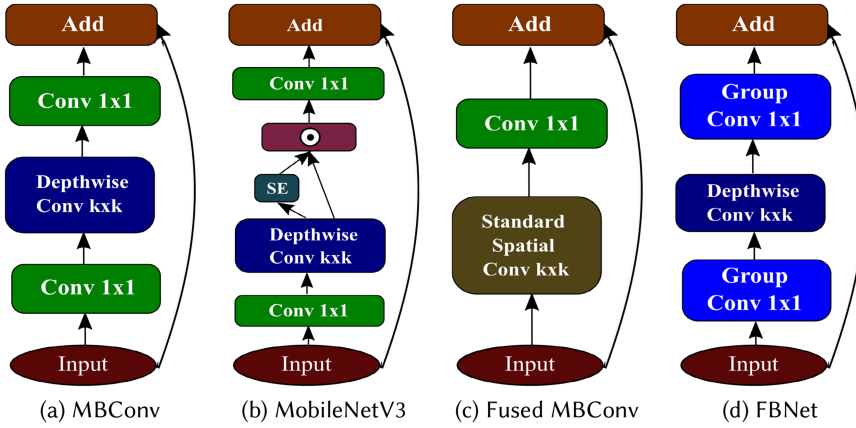 Add
Conv 1x1
Depthwise
Conv kxk
Conv 1x1
Input
(a) MBConv
Add
Conv 1x1
SE
Depthwise
Conv kxk
Conv 1x1
Input
(b) MobileNetV3
Add
Conv 1x1
Standard
Spatial
Conv kxk
Input
(c) Fused MBConv
Add
Group
Conv 1x1
Depthwise
Conv kxk
Group
Conv 1x1
Input
(d) FBNet